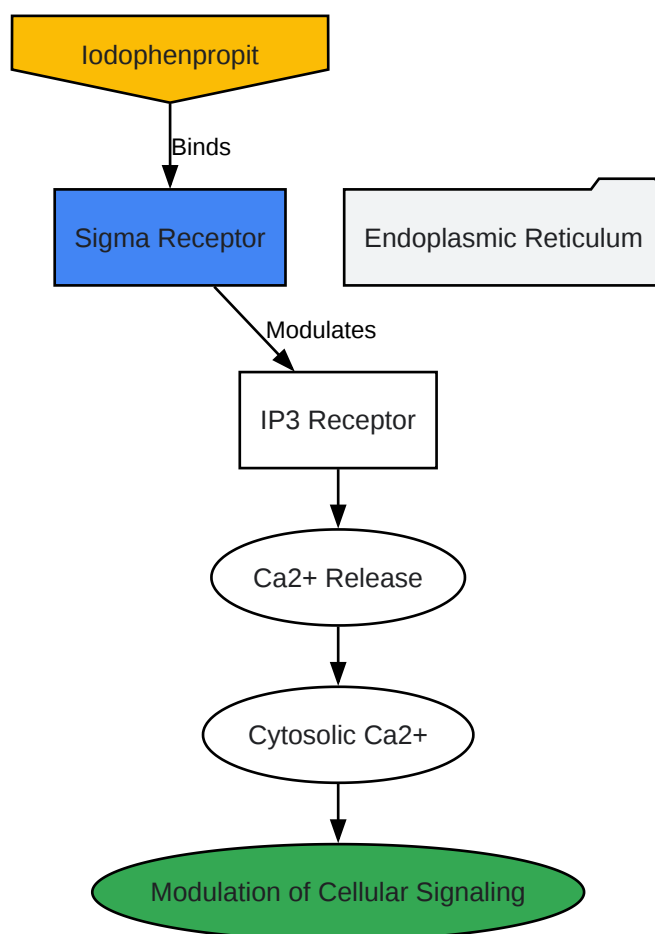 Iodophenpropit
Binds
Sigma Receptor
Endoplasmic Reticulum
Modulates
IP3 Receptor
Ca2+ Release
Cytosolic Ca2+
Modulation of Cellular Signaling